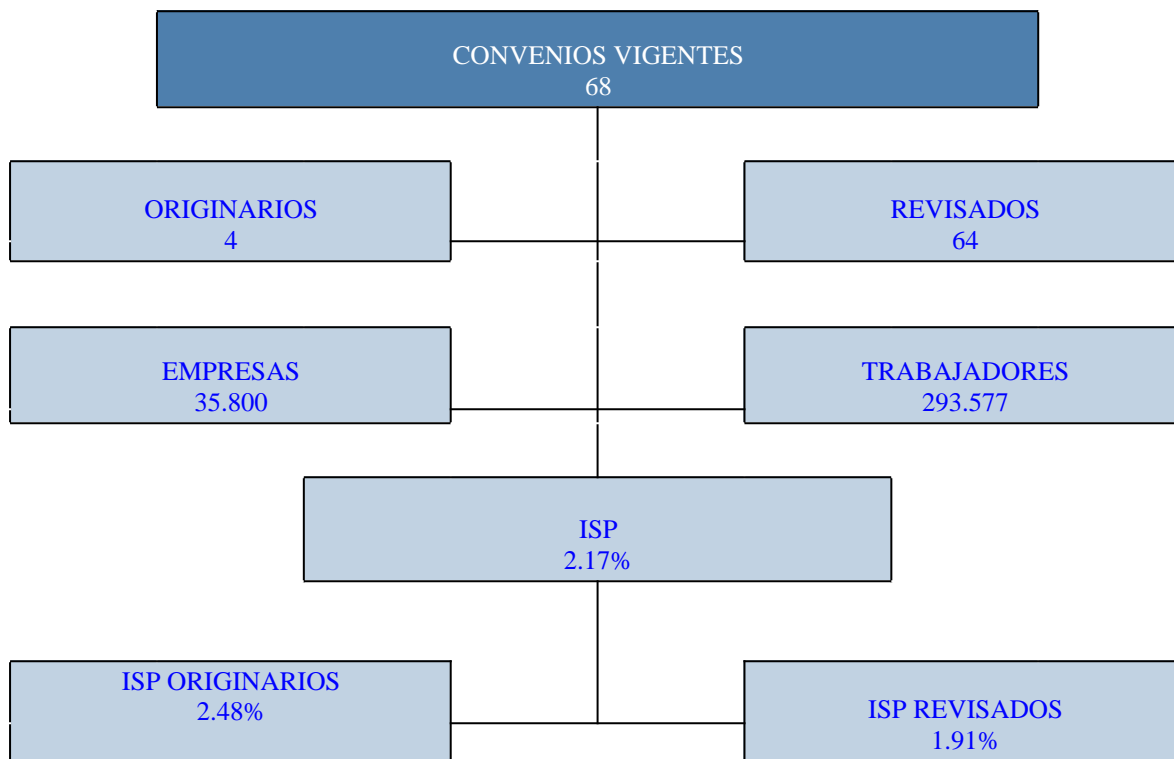 CONVENIOS VIGENTES
68
ORIGINARIOS
4
REVISADOS
64
EMPRESAS
35.800
TRABAJADORES
293.577
ISP
2.17%
ISP ORIGINARIOS
2.48%
ISP REVISADOS
1.91%